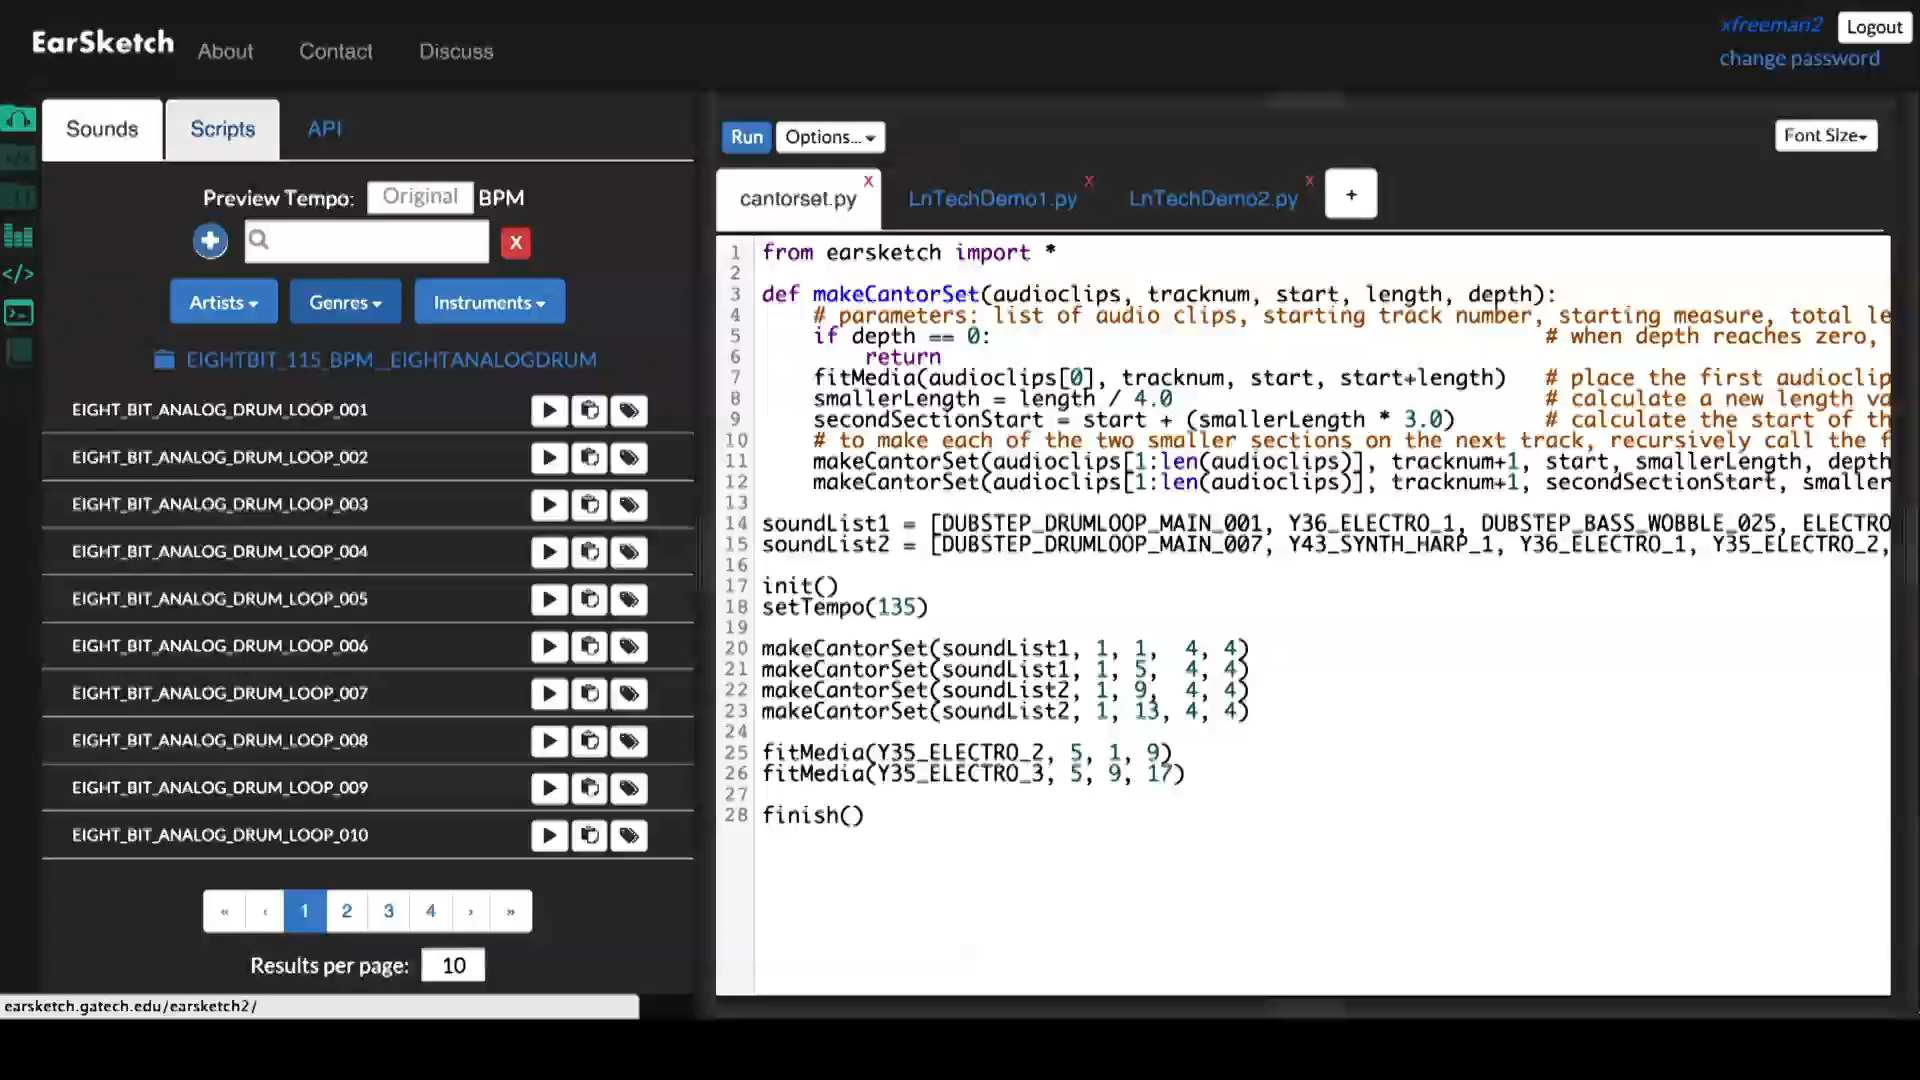 EarSketch
About Contact Discuss
xfreeman2
Logout
change password
Sounds Scripts API
Preview Tempo: Original BPM
X
Artists Genres Instruments
EIGHTBIT_115_BPM__EIGHTANALOGDRUM
EIGHT_BIT_ANALOG_DRUM_LOOP_001
EIGHT_BIT_ANALOG_DRUM_LOOP_002
EIGHT_BIT_ANALOG_DRUM_LOOP_003
EIGHT_BIT_ANALOG_DRUM_LOOP_004
EIGHT_BIT_ANALOG_DRUM_LOOP_005
EIGHT_BIT_ANALOG_DRUM_LOOP_006
EIGHT_BIT_ANALOG_DRUM_LOOP_007
EIGHT_BIT_ANALOG_DRUM_LOOP_008
EIGHT_BIT_ANALOG_DRUM_LOOP_009
EIGHT_BIT_ANALOG_DRUM_LOOP_010
« ‹ 1 2 3 4 › »
Results per page: 10
earsketch.gatech.edu/earsketch2/
Run Options...
Font Size
cantorset.py x LnTechDemo1.py x LnTechDemo2.py x +
1 from earsketch import *
2
3 def makeCantorSet(audioclips, tracknum, start, length, depth):
4 # parameters: list of audio clips, starting track number, starting measure, total le
5 if depth == 0: # when depth reaches zero,
6 return
7 fitMedia(audioclips[0], tracknum, start, start+length) # place the first audioclip
8 smallerLength = length / 4.0 # calculate a new length va
9 secondSectionStart = start + (smallerLength * 3.0) # calculate the start of th
10 # to make each of the two smaller sections on the next track, recursively call the f
11 makeCantorSet(audioclips[1:len(audioclips)], tracknum+1, start, smallerLength, depth
12 makeCantorSet(audioclips[1:len(audioclips)], tracknum+1, secondSectionStart, smaller
13
14 soundList1 = [DUBSTEP_DRUMLOOP_MAIN_001, Y36_ELECTRO_1, DUBSTEP_BASS_WOBBLE_025, ELECTRO
15 soundList2 = [DUBSTEP_DRUMLOOP_MAIN_007, Y43_SYNTH_HARP_1, Y36_ELECTRO_1, Y35_ELECTRO_2,
16
17 init()
18 setTempo(135)
19
20 makeCantorSet(soundList1, 1, 1, 4, 4)
21 makeCantorSet(soundList1, 1, 5, 4, 4)
22 makeCantorSet(soundList2, 1, 9, 4, 4)
23 makeCantorSet(soundList2, 1, 13, 4, 4)
24
25 fitMedia(Y35_ELECTRO_2, 5, 1, 9)
26 fitMedia(Y35_ELECTRO_3, 5, 9, 17)
27
28 finish()